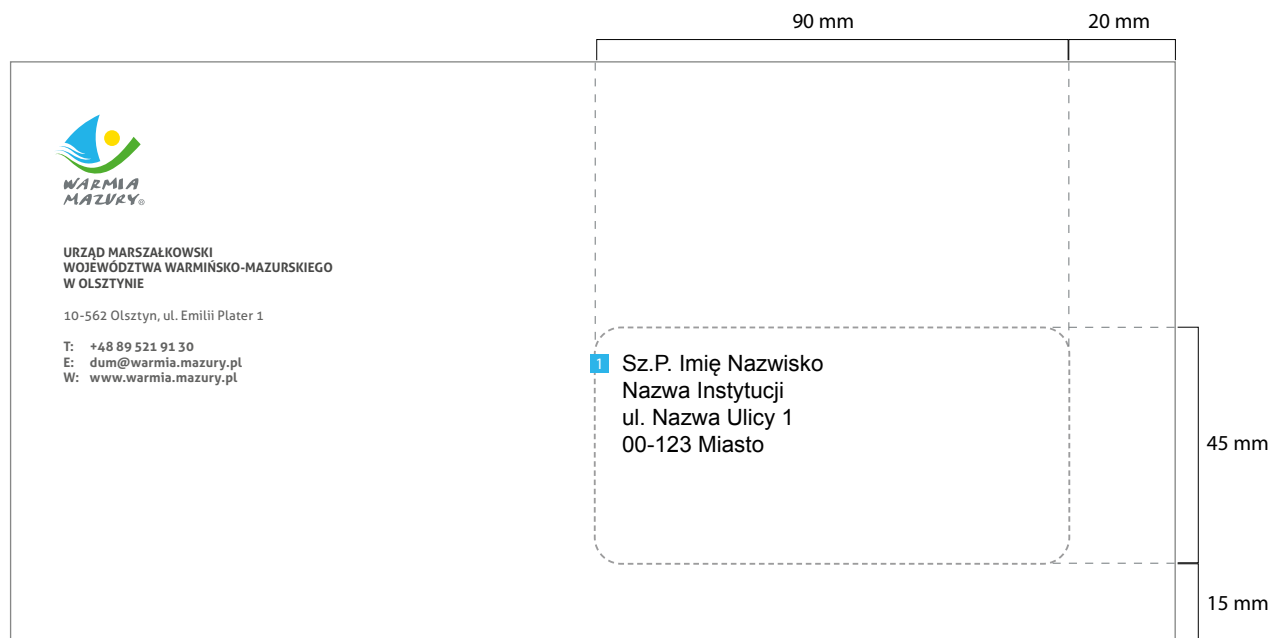 90 mm
20 mm
WARMIA
MAZURY®
URZĄD MARSZAŁKOWSKI
WOJEWÓDZTWA WARMIŃSKO-MAZURSKIEGO
W OLSZTYNIE
10-562 Olsztyn, ul. Emilii Plater 1
T: +48 89 521 91 30
E: dum@warmia.mazury.pl
W: www.warmia.mazury.pl
1 Sz.P. Imię Nazwisko
Nazwa Instytucji
ul. Nazwa Ulicy 1
00-123 Miasto
45 mm
15 mm